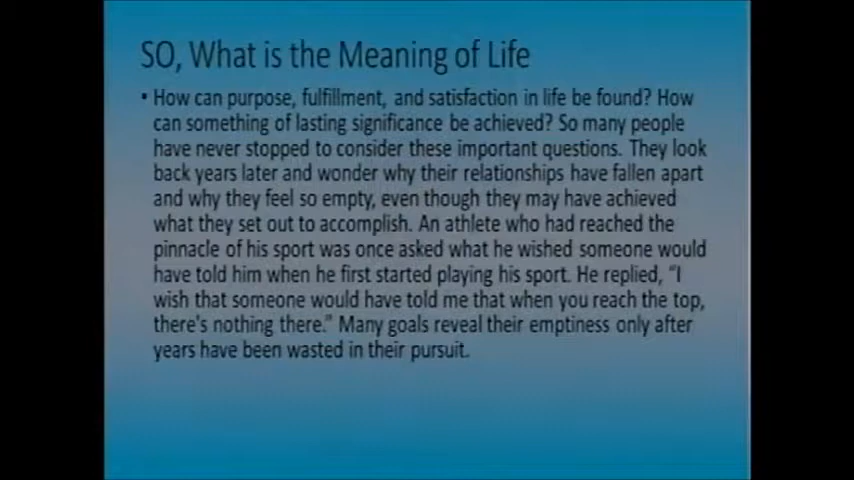 SO, What is the Meaning of Life
• How can purpose, fulfillment, and satisfaction in life be found? How
can something of lasting significance be achieved? So many people
have never stopped to consider these important questions. They look
back years later and wonder why their relationships have fallen apart
and why they feel so empty, even though they may have achieved
what they set out to accomplish. An athlete who had reached the
pinnacle of his sport was once asked what he wished someone would
have told him when he first started playing his sport. He replied, "I
wish that someone would have told me that when you reach the top,
there's nothing there." Many goals reveal their emptiness only after
years have been wasted in their pursuit.